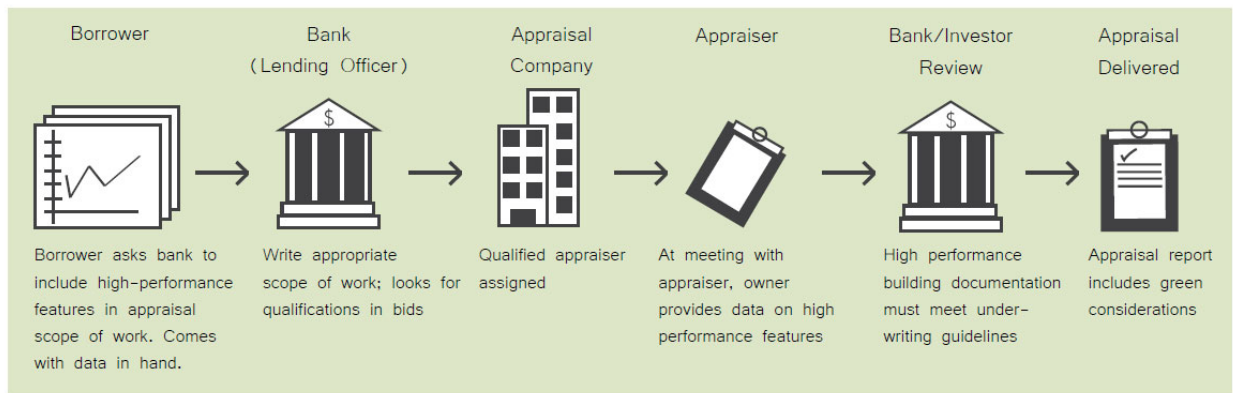 Borrower
Bank
(Lending Officer)
Appraisal
Company
Appraiser
Bank/Investor
Review
Appraisal
Delivered
$
$
Borrower asks bank to
include high-performance
features in appraisal
scope of work. Comes
with data in hand.
Write appropriate
scope of work; looks for
qualifications in bids
Qualified appraiser
assigned
At meeting with
appraiser, owner
provides data on high
performance features
High performance
building documentation
must meet under-
writing guidelines
Appraisal report
includes green
considerations